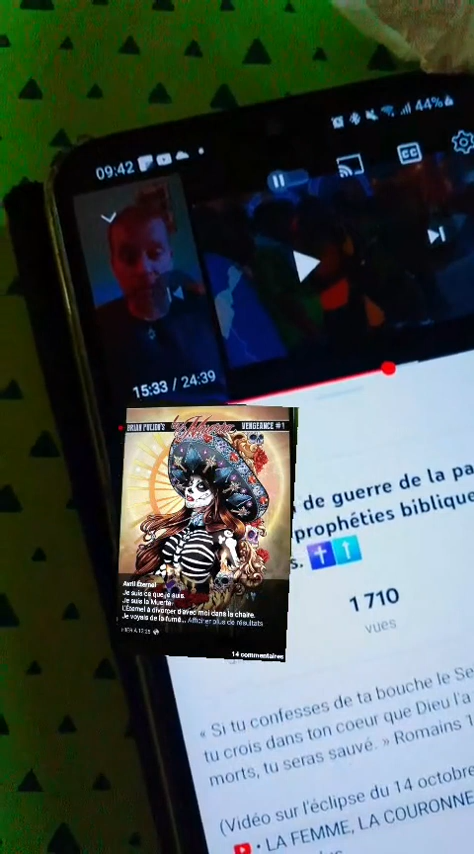 09:42
44%
CC
15:33 / 24:39
BRIAN PULIDO'S
La Muerta
VENGEANCE #1
Avril Éternel
Je suis ce que je suis.
Je suis la Muerte
L'Éternel à divorper d'avec moi dans la chaire.
Je voyais de la fumé... Afficher plus de résultats
14 commentaires
de guerre de la pa
prophéties biblique
s. ✝️⬆️
1 710
vues
« Si tu confesses de ta bouche le Se
tu crois dans ton coeur que Dieu l'a
morts, tu seras sauvé. » Romains
(Vidéo sur l'éclipse du 14 octobre
• LA FEMME, LA COURONNE